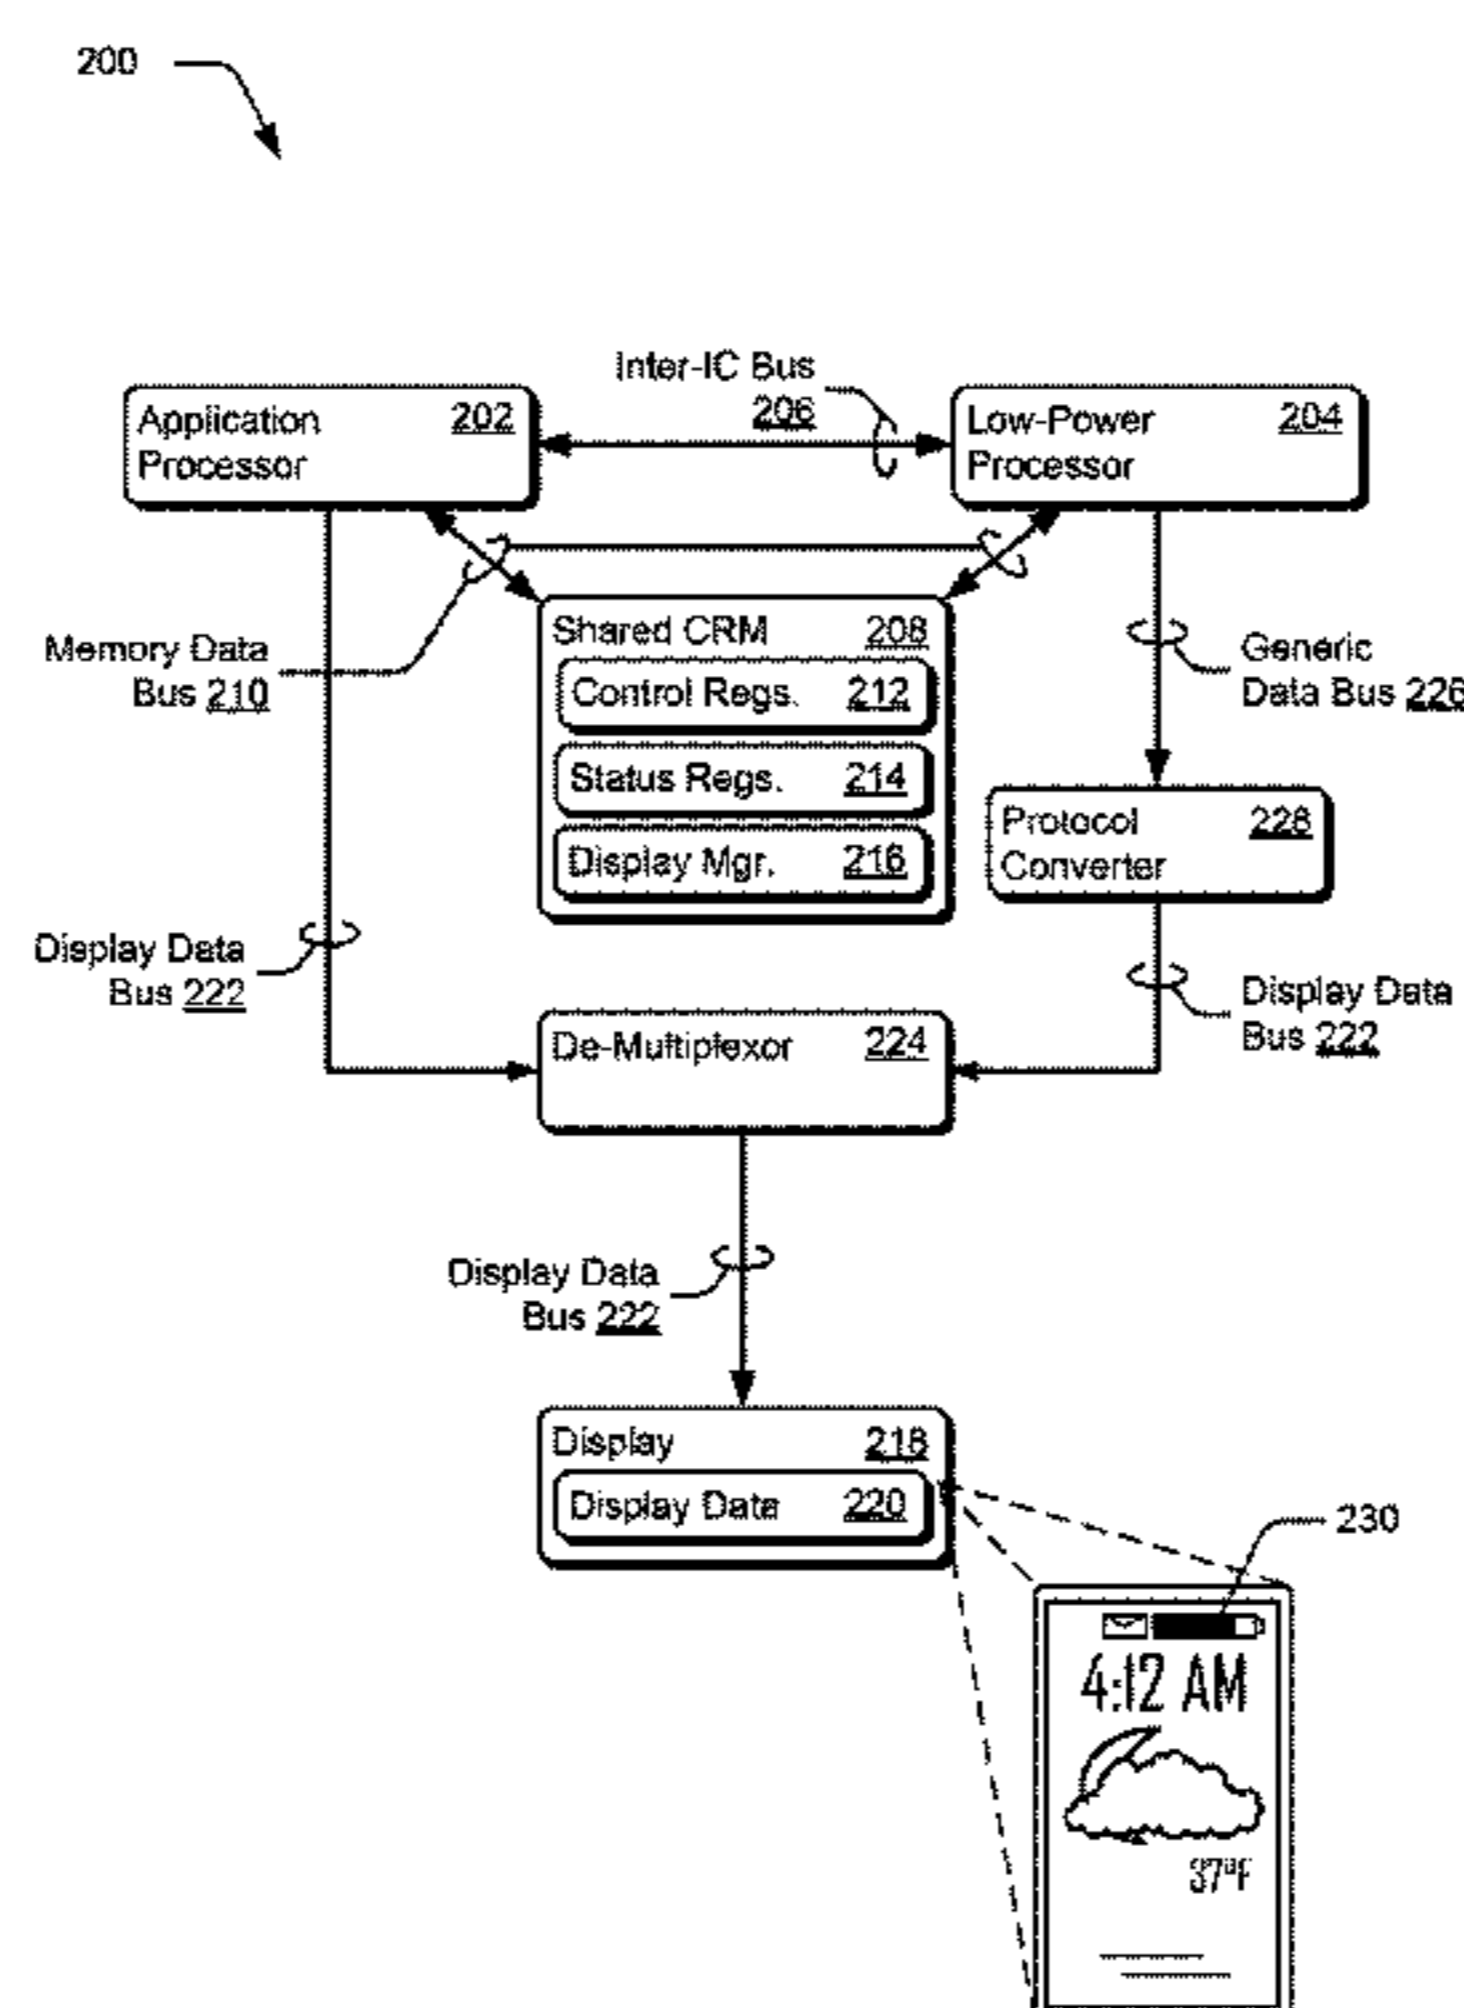 200
Inter-IC Bus
206
Application 202
Processor
Low-Power 204
Processor
Memory Data
Bus 210
Shared CRM 208
Control Regs. 212
Status Regs. 214
Display Mgr. 216
Generic
Data Bus 226
Protocol 228
Converter
Display Data
Bus 222
Display Data
Bus 222
De-Multiplexor 224
Display Data
Bus 222
Display 218
Display Data 220
230
4:12 AM
37°F